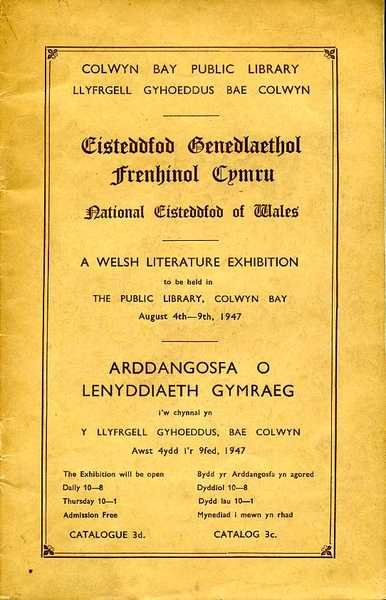 COLWYN BAY PUBLIC LIBRARY
LLYFRGELL GYHOEDDUS BAE COLWYN
Eisteddfod Genedlaethol
Frenhinol Cymru
National Eisteddfod of Wales
A WELSH LITERATURE EXHIBITION
to be held in
THE PUBLIC LIBRARY, COLWYN BAY
August 4th—9th, 1947
ARDDANGOSFA O
LENYDDIAETH GYMRAEG
i'w chynnal yn
Y LLYFRGELL GYHOEDDUS, BAE COLWYN
Awst 4ydd i'r 9fed, 1947
The Exhibition will be open
Daily 10—8
Thursday 10—1
Admission Free
CATALOGUE 3d.
Bydd yr Arddangosfa yn agored
Dyddiol 10—8
Dydd Iau 10—1
Mynediad i mewn yn rhad
CATALOG 3c.